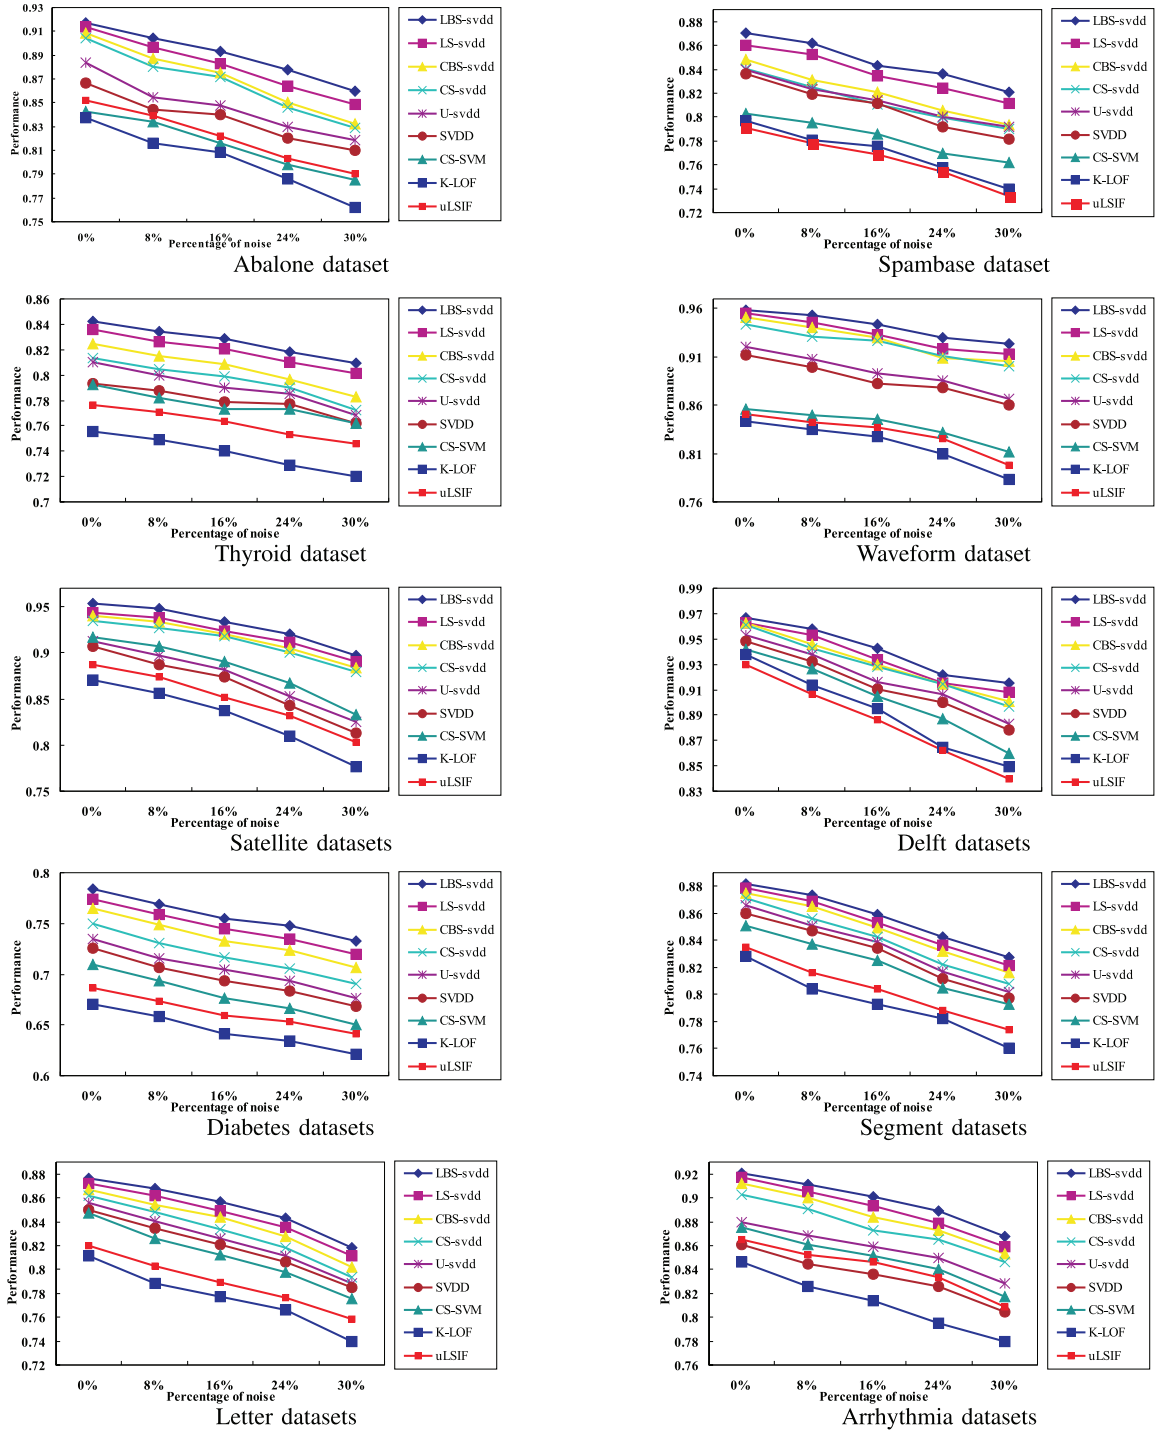 0.93
0.91
0.89
0.87
0.85
0.83
0.81
0.79
0.77
0.75
Performance
0% 8% 16% 24% 30%
Percentage of noise
LBS-svdd
LS-svdd
CBS-svdd
CS-svdd
U-svdd
SVDD
CS-SVM
K-LOF
uLSIF
Abalone dataset
0.88
0.86
0.84
0.82
0.8
0.78
0.76
0.74
0.72
Performance
0% 8% 16% 24% 30%
Percentage of noise
LBS-svdd
LS-svdd
CBS-svdd
CS-svdd
U-svdd
SVDD
CS-SVM
K-LOF
uLSIF
Spambase dataset
0.86
0.84
0.82
0.8
0.78
0.76
0.74
0.72
0.7
Performance
0% 8% 16% 24% 30%
Percentage of noise
LBS-svdd
LS-svdd
CBS-svdd
CS-svdd
U-svdd
SVDD
CS-SVM
K-LOF
uLSIF
Thyroid dataset
0.96
0.91
0.86
0.81
0.76
Performance
0% 8% 16% 24% 30%
Percentage of noise
LBS-svdd
LS-svdd
CBS-svdd
CS-svdd
U-svdd
SVDD
CS-SVM
K-LOF
uLSIF
Waveform dataset
0.95
0.9
0.85
0.8
0.75
Performance
0% 8% 16% 24% 30%
Percentage of noise
LBS-svdd
LS-svdd
CBS-svdd
CS-svdd
U-svdd
SVDD
CS-SVM
K-LOF
uLSIF
Satellite datasets
0.99
0.97
0.95
0.93
0.91
0.89
0.87
0.85
0.83
Performance
0% 8% 16% 24% 30%
Percentage of noise
LBS-svdd
LS-svdd
CBS-svdd
CS-svdd
U-svdd
SVDD
CS-SVM
K-LOF
uLSIF
Delft datasets
0.8
0.75
0.7
0.65
0.6
Performance
0% 8% 16% 24% 30%
Percentage of noise
LBS-svdd
LS-svdd
CBS-svdd
CS-svdd
U-svdd
SVDD
CS-SVM
K-LOF
uLSIF
Diabetes datasets
0.88
0.86
0.84
0.82
0.8
0.78
0.76
0.74
Performance
0% 8% 16% 24% 30%
Percentage of noise
LBS-svdd
LS-svdd
CBS-svdd
CS-svdd
U-svdd
SVDD
CS-SVM
K-LOF
uLSIF
Segment datasets
0.88
0.86
0.84
0.82
0.8
0.78
0.76
0.74
0.72
Performance
0% 8% 16% 24% 30%
Percentage of noise
LBS-svdd
LS-svdd
CBS-svdd
CS-svdd
U-svdd
SVDD
CS-SVM
K-LOF
uLSIF
Letter datasets
0.92
0.9
0.88
0.86
0.84
0.82
0.8
0.78
0.76
Performance
0% 8% 16% 24% 30%
Percentage of noise
LBS-svdd
LS-svdd
CBS-svdd
CS-svdd
U-svdd
SVDD
CS-SVM
K-LOF
uLSIF
Arrhythmia datasets